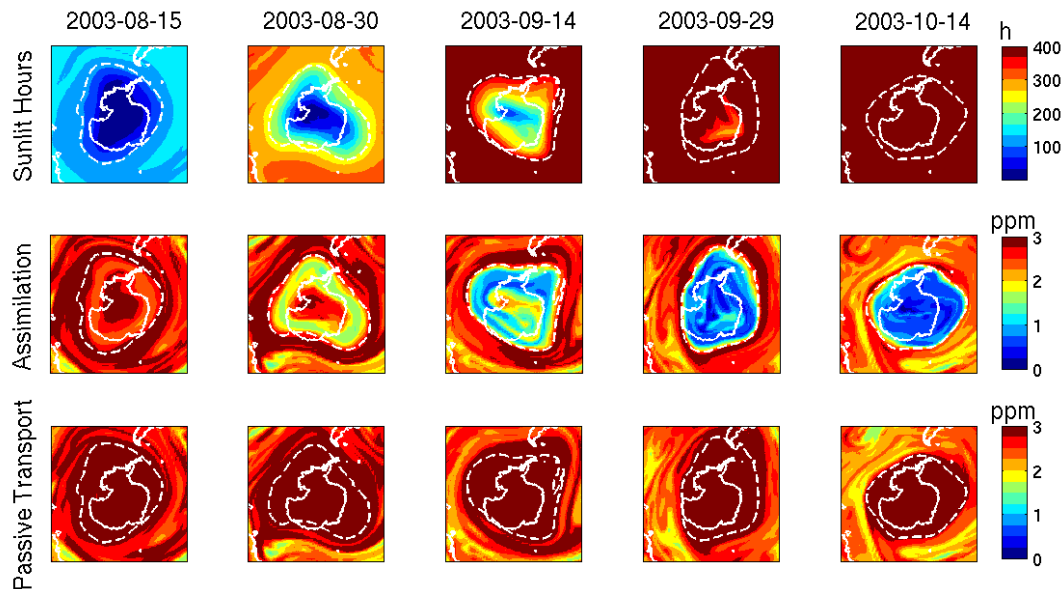 2003-08-15 2003-08-30 2003-09-14 2003-09-29 2003-10-14
Sunlit Hours
h
400
300
200
100
Assimilation
ppm
3
2
1
0
Passive Transport
ppm
3
2
1
0